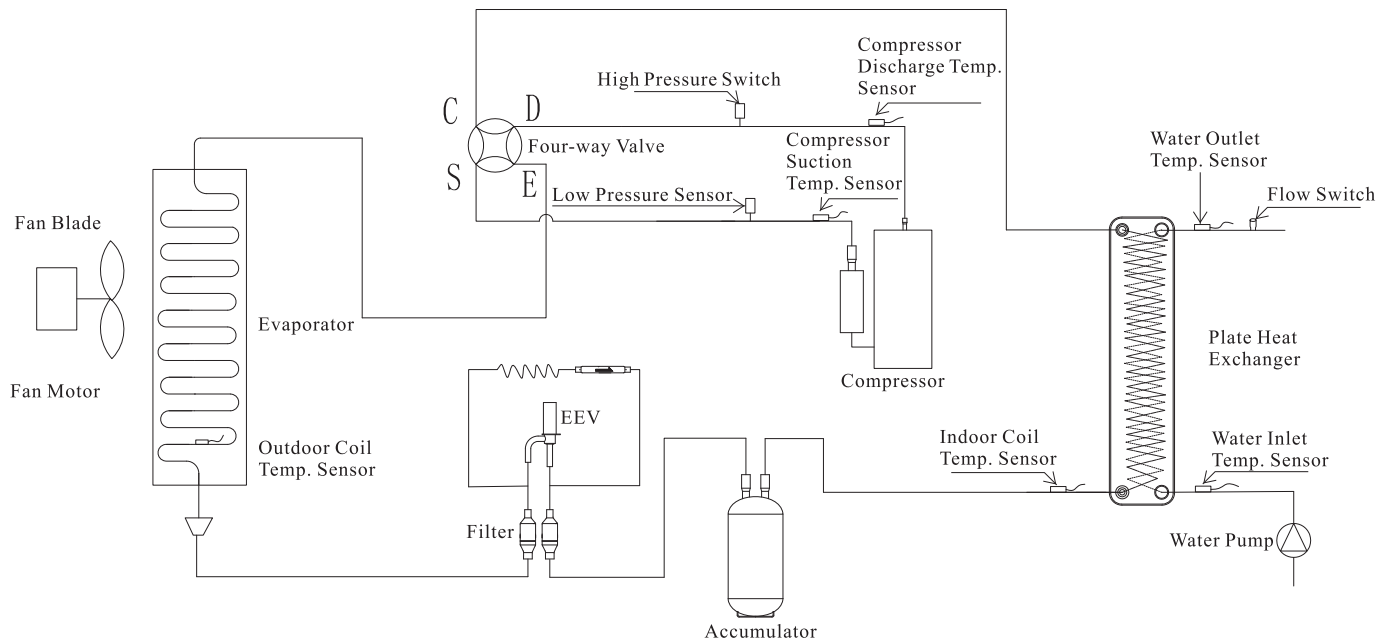 Compressor
Discharge Temp.
Sensor
High Pressure Switch
C
D
Four-way Valve
Compressor
Suction
Temp. Sensor
Water Outlet
Temp. Sensor
S
E
Low Pressure Sensor
Flow Switch
Fan Blade
Evaporator
Plate Heat
Exchanger
Fan Motor
Compressor
EEV
Outdoor Coil
Temp. Sensor
Indoor Coil
Temp. Sensor
Water Inlet
Temp. Sensor
Filter
Water Pump
Accumulator